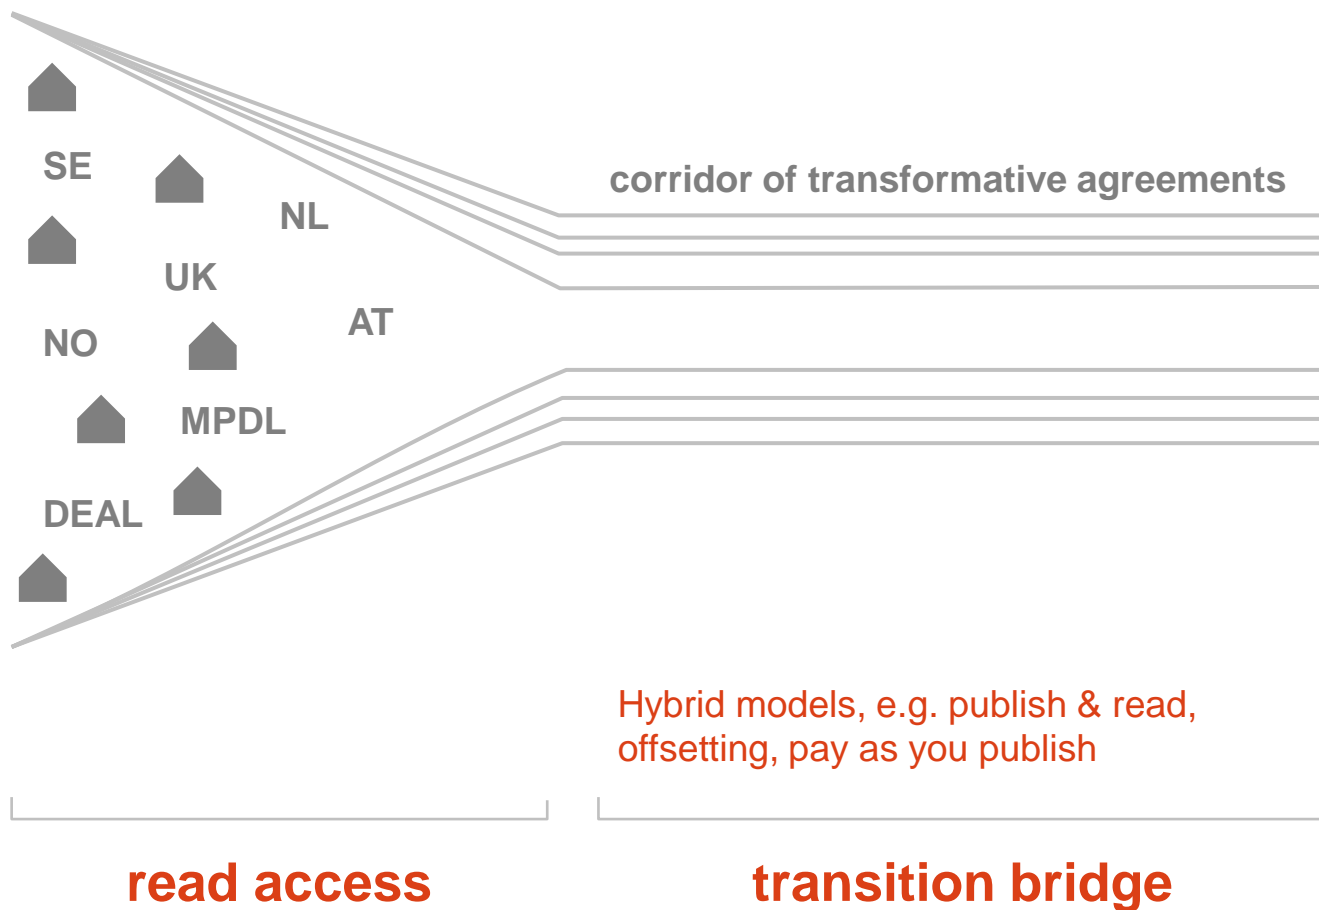 SE
corridor of transformative agreements
NL
UK
AT
NO
MPDL
DEAL
Hybrid models, e.g. publish & read,
offsetting, pay as you publish
read access
transition bridge